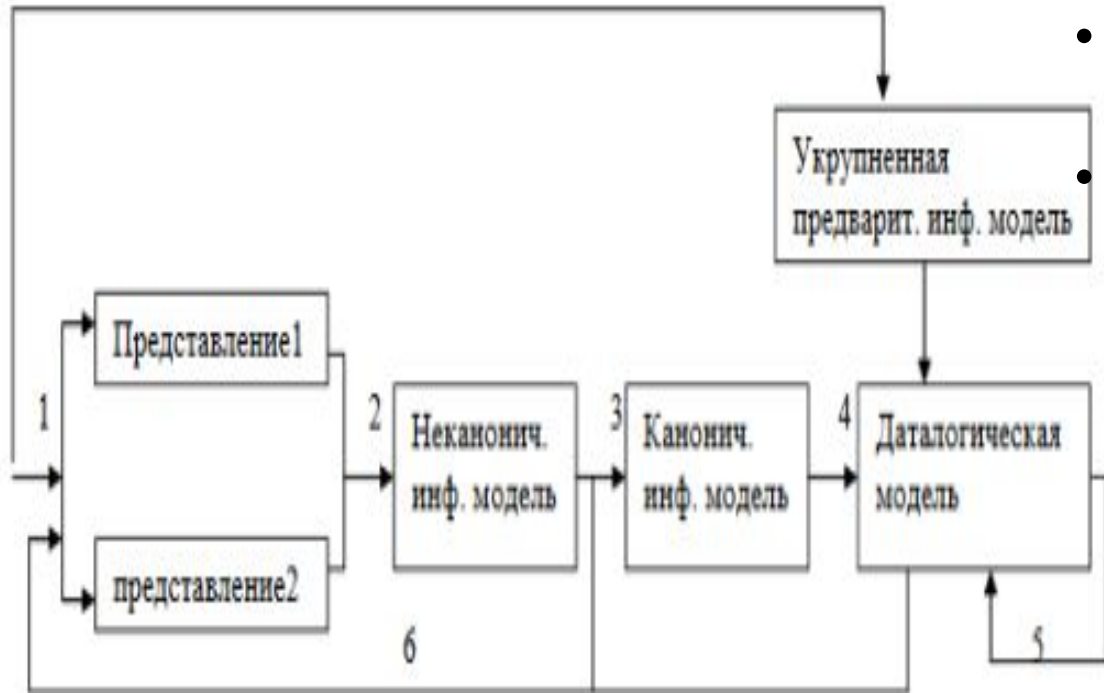 Укрупненная
предварит. инф. модель
Представление1
1
2
Неканонич.
инф. модель
3
Канонич.
инф. модель
4
Даталогическая
модель
представление2
6
5